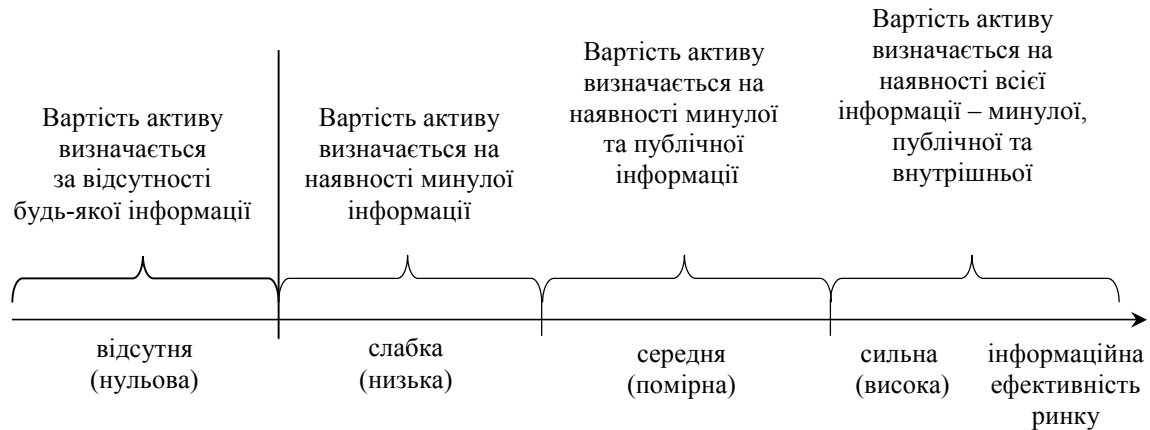 Вартість активу
визначається
за відсутності
будь-якої інформації
Вартість активу
визначається на
наявності минулої
інформації
Вартість активу
визначається на
наявності минулої
та публічної
інформації
Вартість активу
визначається на
наявності всієї
інформації – минулої,
публічної та
внутрішньої
відсутня
(нульова)
слабка
(низька)
середня
(помірна)
сильна
(висока)
інформаційна
ефективність
ринку